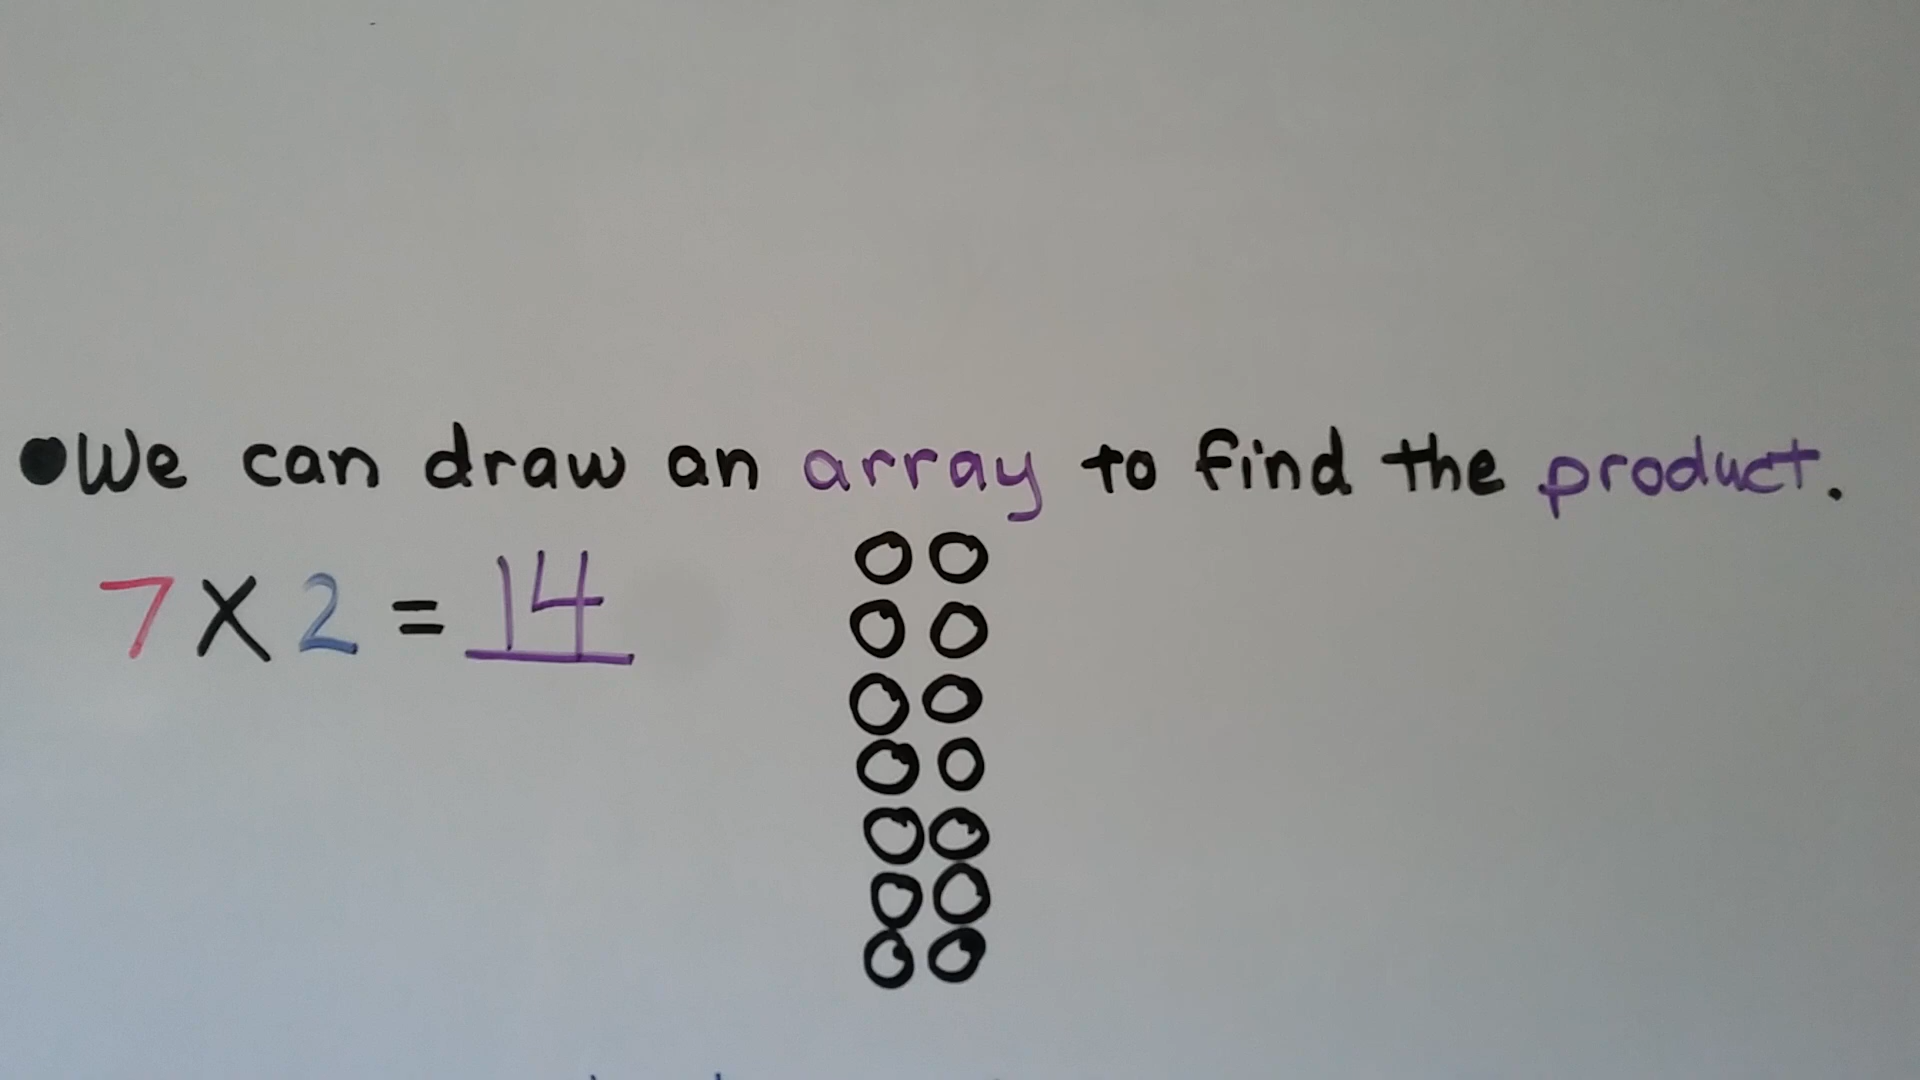 ●We can draw an array to find the product.
7 X 2 = 14